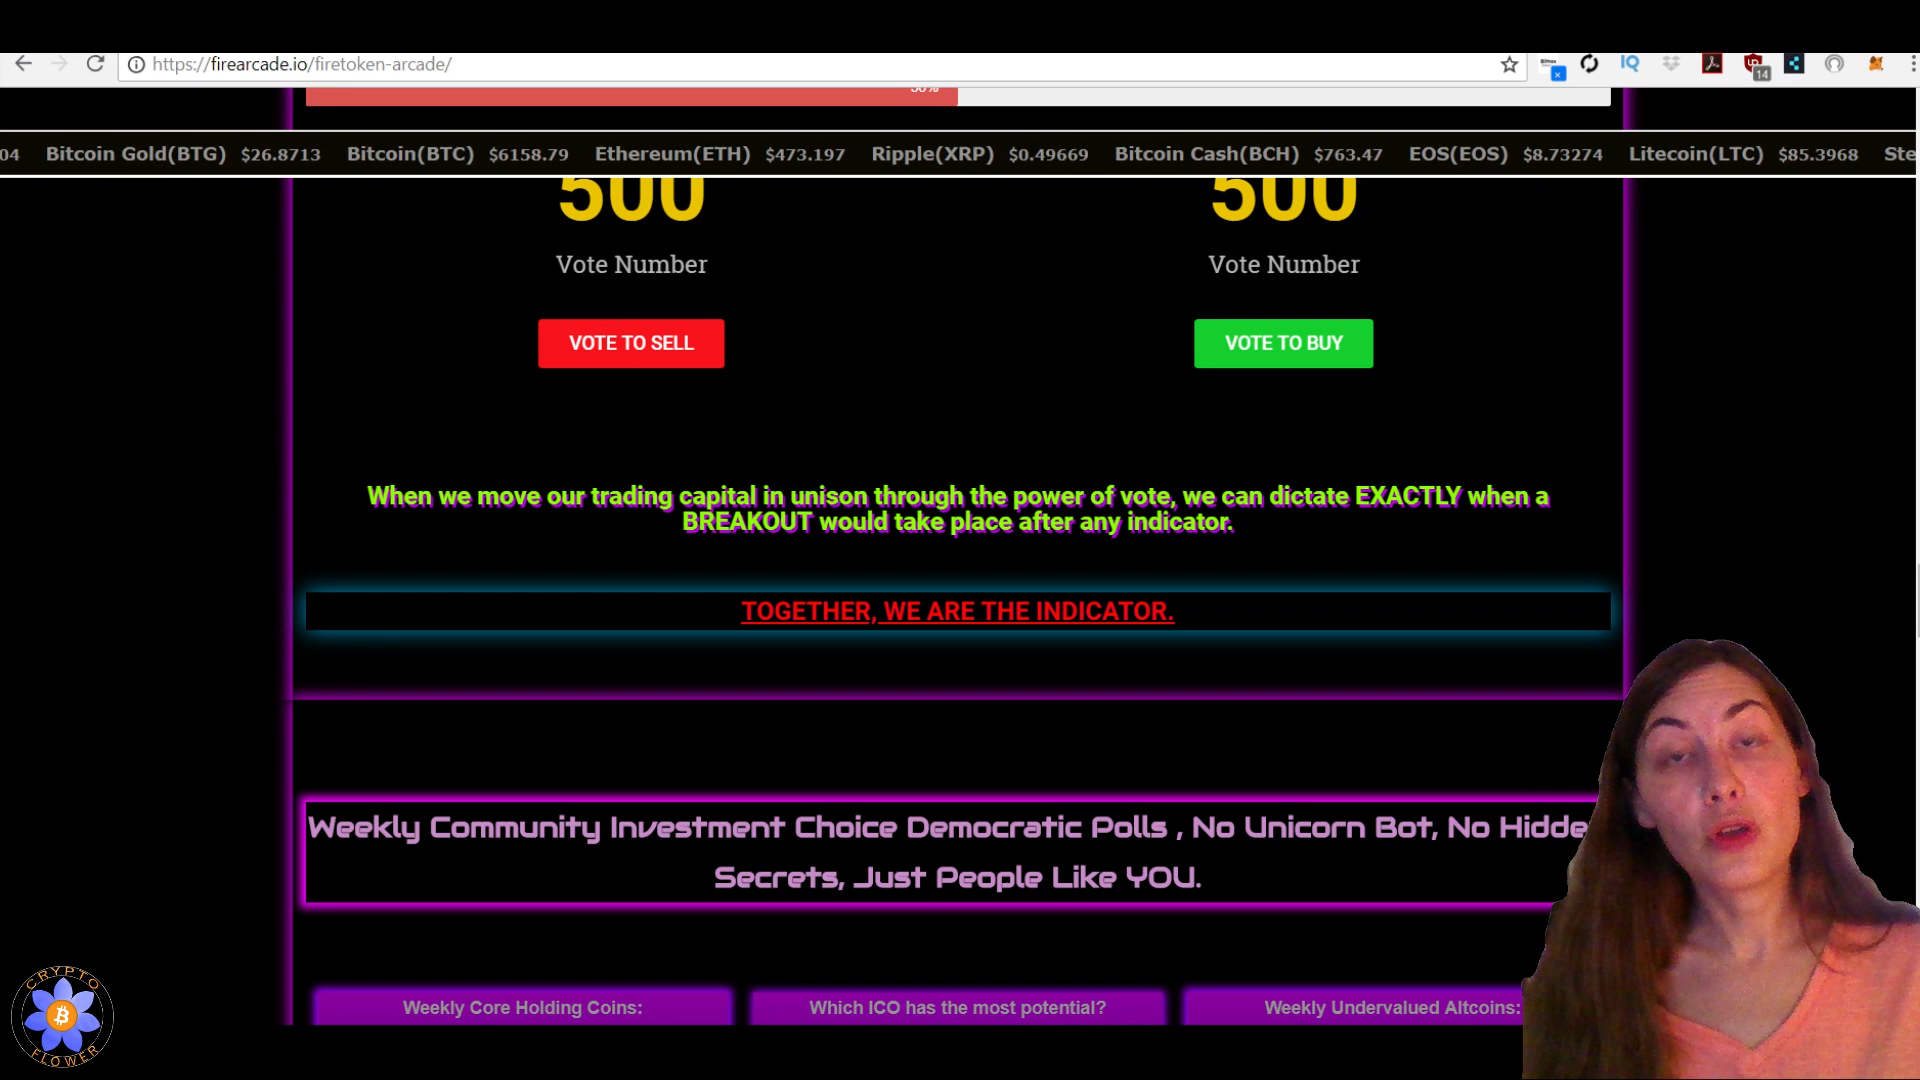 https://firearcade.io/firetoken-arcade/
IQ
14
50%
04 Bitcoin Gold(BTG) $26.8713 Bitcoin(BTC) $6158.79 Ethereum(ETH) $473.197 Ripple(XRP) $0.49669 Bitcoin Cash(BCH) $763.47 EOS(EOS) $8.73274 Litecoin(LTC) $85.3968 Ste
500 500
Vote Number Vote Number
VOTE TO SELL VOTE TO BUY
When we move our trading capital in unison through the power of vote, we can dictate EXACTLY when a
BREAKOUT would take place after any indicator.
TOGETHER, WE ARE THE INDICATOR.
Weekly Community Investment Choice Democratic Polls , No Unicorn Bot, No Hidde
Secrets, Just People Like YOU.
Weekly Core Holding Coins: Which ICO has the most potential? Weekly Undervalued Altcoins:
CRYPTO
FLOWER